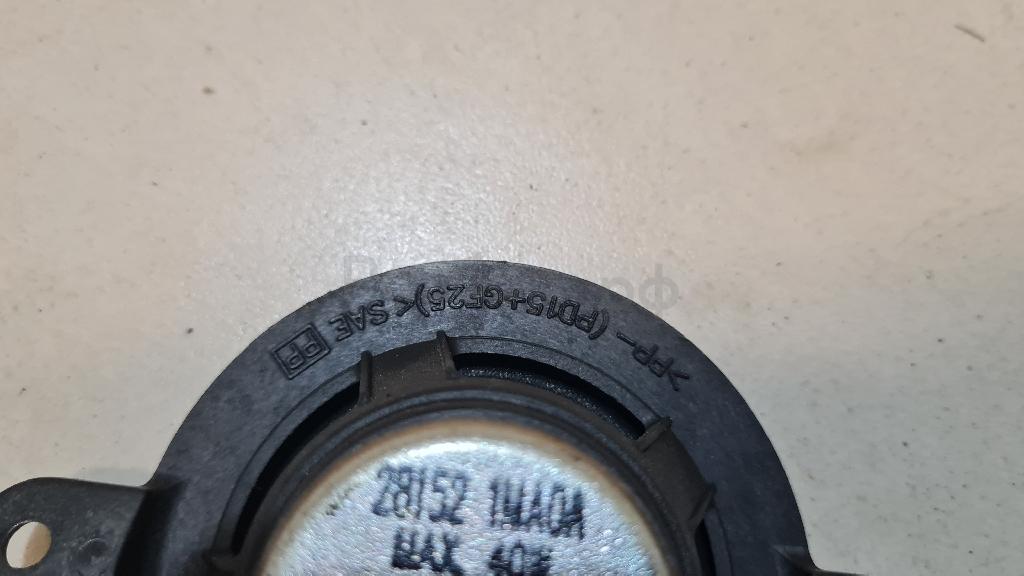 >PP-(PD15+GF25)< SAE PP
28152 1MA0A
MAX 40W